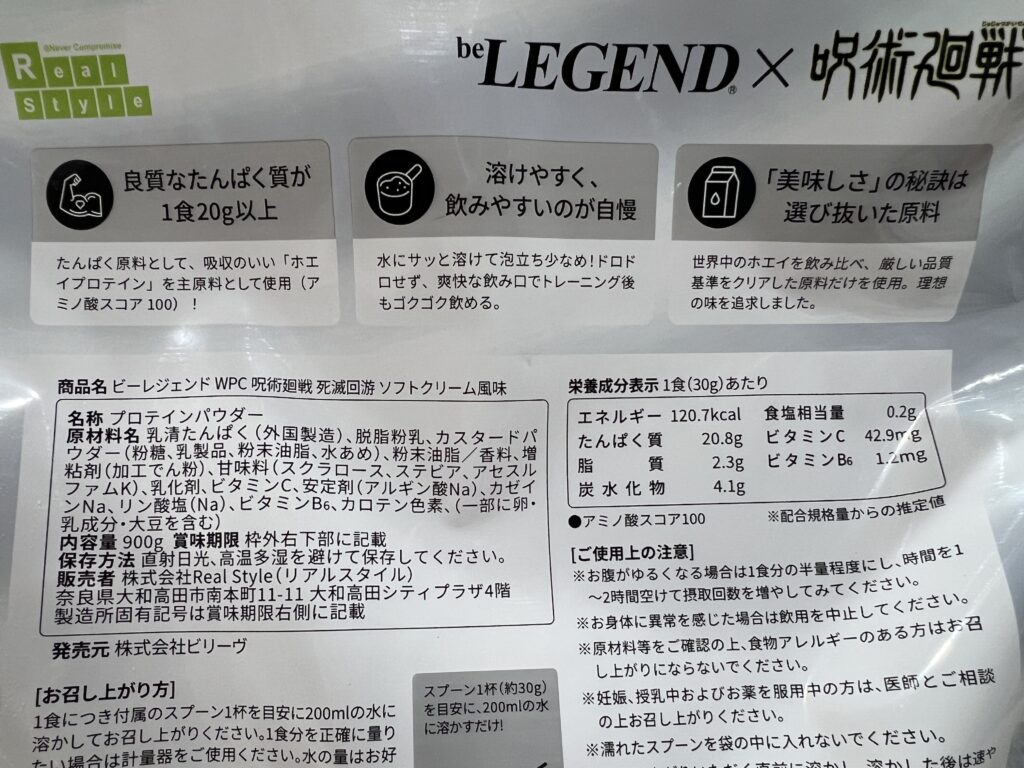 ©Never Compromise
Real
Style
beLEGEND® × 呪術廻戦
じゅじゅつかいせん
良質なたんぱく質が
1食20g以上
たんぱく原料として、吸収のいい「ホエ
イプロテイン」を主原料として使用（ア
ミノ酸スコア 100）！
溶けやすく、
飲みやすいのが自慢
水にサッと溶けて泡立ち少なめ！ドロド
ロせず、爽快な飲み口でトレーニング後
もゴクゴク飲める。
「美味しさ」の秘訣は
選び抜いた原料
世界中のホエイを飲み比べ、厳しい品質
基準をクリアした原料だけを使用。理想
の味を追求しました。
商品名 ビーレジェンド WPC 呪術廻戦 死滅回游 ソフトクリーム風味
名称 プロテインパウダー
原材料名 乳清たんぱく（外国製造）、脱脂粉乳、カスタードパ
ウダー（粉糖、乳製品、粉末油脂、水あめ）、粉末油脂／香料、増
粘剤（加工でん粉）、甘味料（スクラロース、ステビア、アセスル
ファムK）、乳化剤、ビタミンC、安定剤（アルギン酸Na）、カゼイ
ンNa、リン酸塩（Na）、ビタミンB₆、カロテン色素、（一部に卵・
乳成分・大豆を含む）
内容量 900g 賞味期限 枠外右下部に記載
保存方法 直射日光、高温多湿を避けて保存してください。
販売者 株式会社Real Style（リアルスタイル）
奈良県大和高田市南本町11-11 大和高田シティプラザ4階
製造所固有記号は賞味期限右側に記載
発売元 株式会社ビリーヴ
栄養成分表示 1食（30g）あたり
エネルギー 120.7kcal 食塩相当量 0.2g
たんぱく質 20.8g ビタミンC 42.9mg
脂質 2.3g ビタミンB₆ 1.2mg
炭水化物 4.1g
●アミノ酸スコア100 ※配合規格量からの推定値
[ご使用上の注意]
※お腹がゆるくなる場合は1食分の半量程度にし、時間を1
～2時間空けて摂取回数を増やしてみてください。
※お身体に異常を感じた場合は飲用を中止してください。
※原材料等をご確認の上、食物アレルギーのある方はお召
し上がりにならないでください。
※妊娠、授乳中およびお薬を服用中の方は、医師とご相談
の上お召し上がりください。
※濡れたスプーンを袋の中に入れないでください。
直前に溶かし、溶かした後は速や
[お召し上がり方]
1食につき付属のスプーン1杯を目安に200mlの水に
溶かしてお召し上がりください。1食分を正確に量り
たい場合は計量器をご使用ください。水の量はお好
スプーン1杯（約30g）
を目安に、200mlの水
に溶かすだけ！